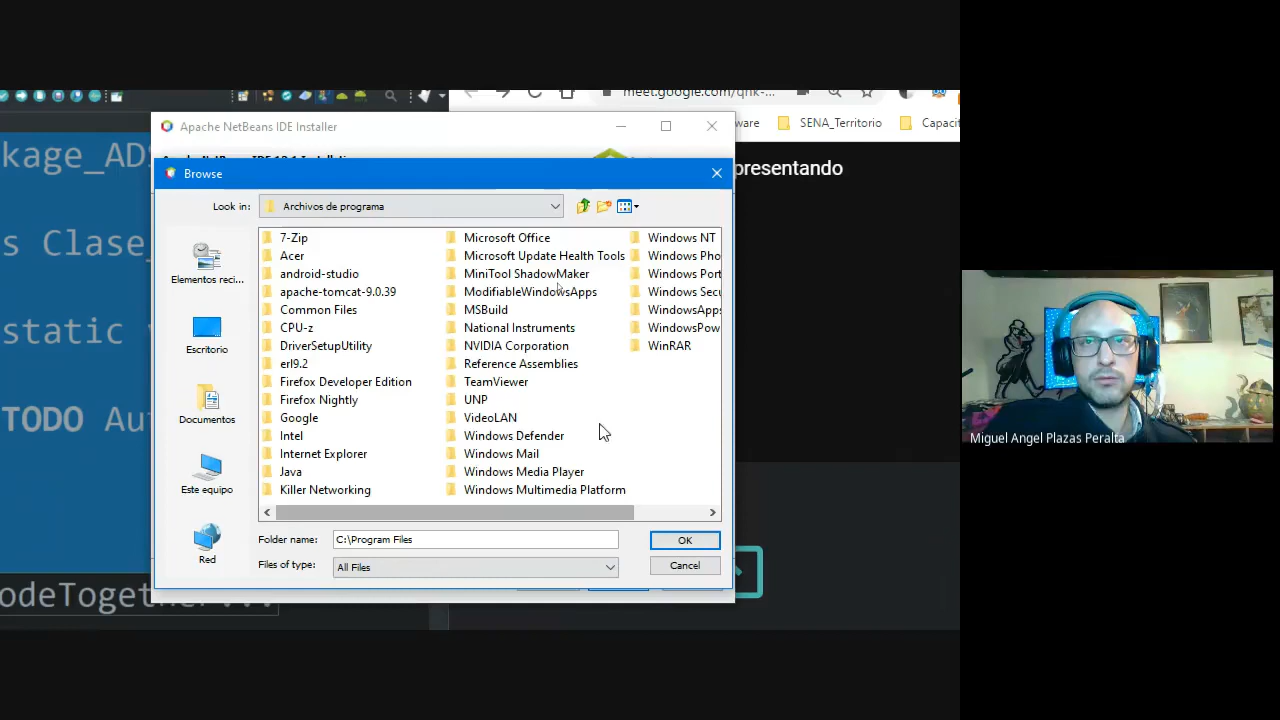 meet.google.com/qnk-...
Apache NetBeans IDE Installer
ware
SENA_Territorio
Capacit
kage_AD
presentando
Browse
Look in:
Archivos de programa
7-Zip
Acer
android-studio
apache-tomcat-9.0.39
Common Files
CPU-z
DriverSetupUtility
erl9.2
Firefox Developer Edition
Firefox Nightly
Google
Intel
Internet Explorer
Java
Killer Networking
Microsoft Office
Microsoft Update Health Tools
MiniTool ShadowMaker
ModifiableWindowsApps
MSBuild
National Instruments
NVIDIA Corporation
Reference Assemblies
TeamViewer
UNP
VideoLAN
Windows Defender
Windows Mail
Windows Media Player
Windows Multimedia Platform
Windows NT
Windows Pho
Windows Port
Windows Secu
WindowsApps
WindowsPow
WinRAR
Elementos reci...
Escritorio
Documentos
Este equipo
Red
s Clase_
static
TODO Au
odeTogether...
Folder name:
C:\Program Files
OK
Files of type:
All Files
Cancel
Miguel Angel Plazas Peralta